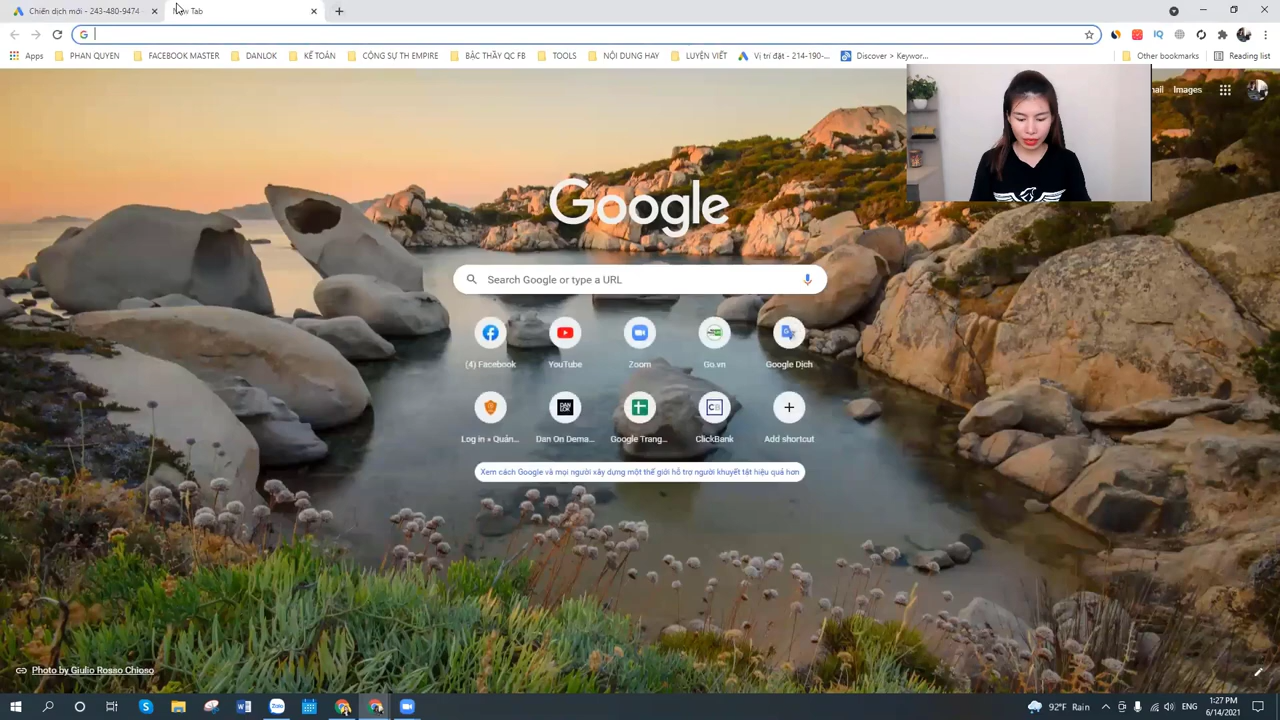 Chiến dịch mới - 243-480-9474
New Tab
Apps
PHAN QUYEN
FACEBOOK MASTER
DANLOK
KẾ TOÁN
CÔNG SỰ TH EMPIRE
BẬC THẦY QC FB
TOOLS
NỘI DUNG HAY
LUYỆN VIẾT
Vị trí đặt - 214-190-...
Discover > Keywor...
Other bookmarks
Reading list
Images
Google
Search Google or type a URL
(4) Facebook
YouTube
Zoom
Go.vn
Google Dịch
Log in » Quản...
Dan On Dema...
Google Trang...
ClickBank
Add shortcut
Xem cách Google và mọi người xây dựng một thế giới hỗ trợ người khuyết tật hiệu quả hơn
Photo by Giulio Rosso Chioso
92°F Rain
ENG
1:27 PM
6/14/2021